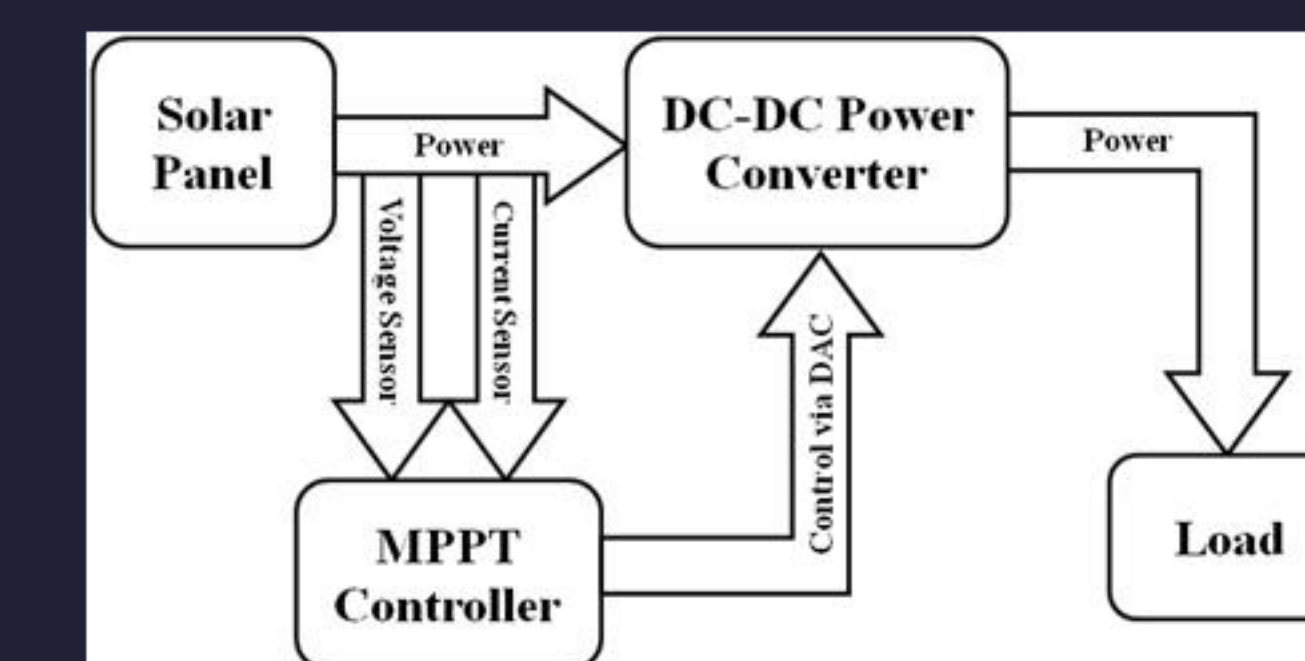 Solar
Panel
Power
DC-DC Power
Converter
Power
Voltage Sensor
Current Sensor
Control via DAC
MPPT
Controller
Load